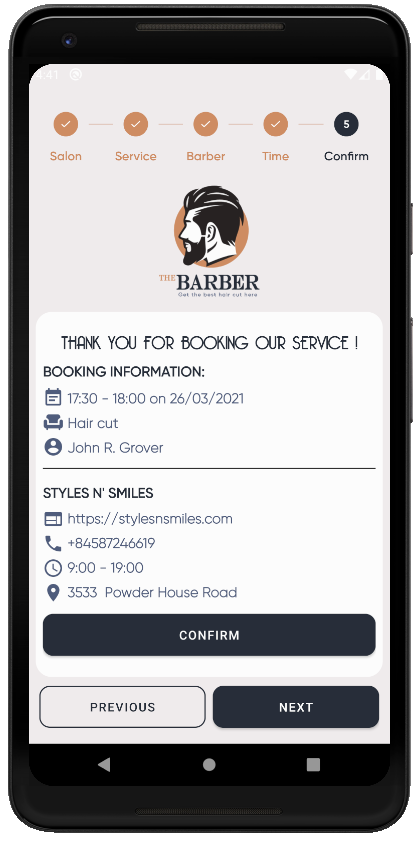 :41
5
Salon Service Barber Time Confirm
THE BARBER
Get the best hair cut here
THANK YOU FOR BOOKING OUR SERVICE !
BOOKING INFORMATION:
17:30 - 18:00 on 26/03/2021
Hair cut
John R. Grover
STYLES N' SMILES
https://stylesnsmiles.com
+84587246619
9:00 - 19:00
3533 Powder House Road
CONFIRM
PREVIOUS NEXT